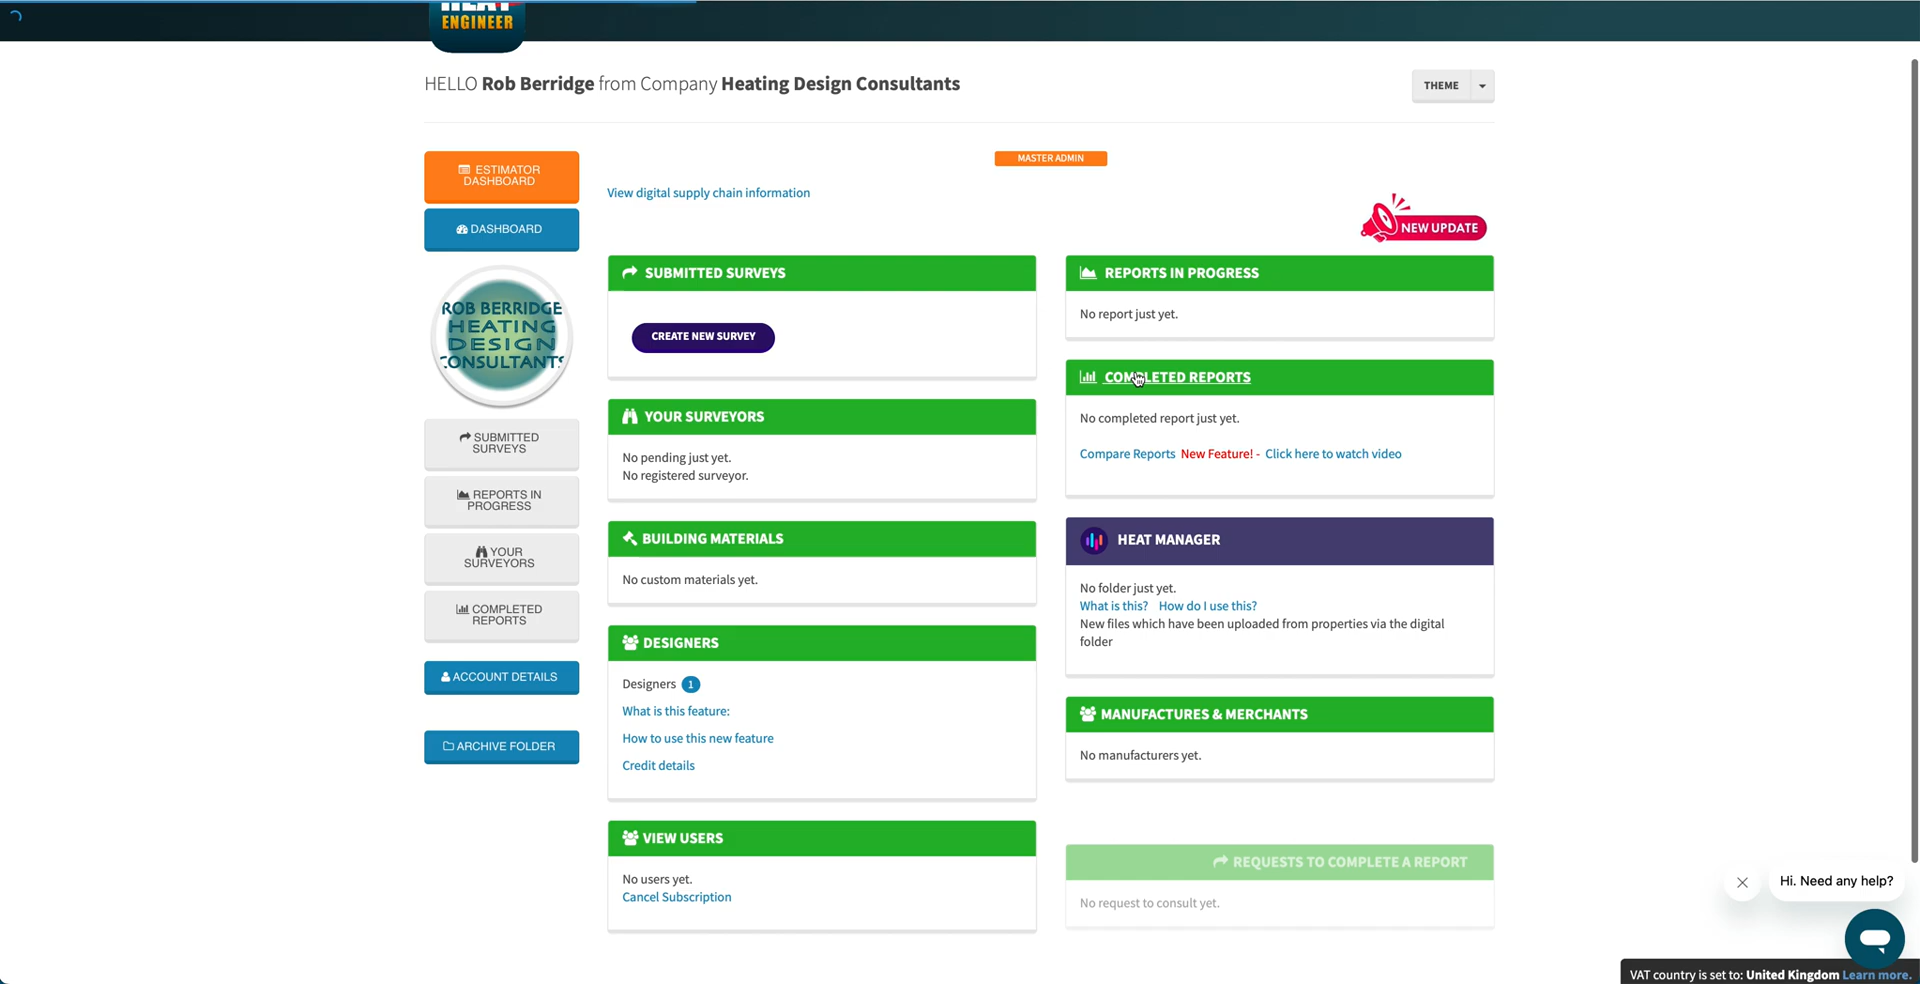 ENGINEER
HELLO Rob Berridge from Company Heating Design Consultants
THEME
ESTIMATOR
DASHBOARD
DASHBOARD
ROB BERRIDGE
HEATING
DESIGN
CONSULTANTS
SUBMITTED
SURVEYS
REPORTS IN
PROGRESS
YOUR
SURVEYORS
COMPLETED
REPORTS
ACCOUNT DETAILS
ARCHIVE FOLDER
MASTER ADMIN
View digital supply chain information
NEW UPDATE
SUBMITTED SURVEYS
CREATE NEW SURVEY
YOUR SURVEYORS
No pending just yet.
No registered surveyor.
BUILDING MATERIALS
No custom materials yet.
DESIGNERS
Designers 1
What is this feature:
How to use this new feature
Credit details
VIEW USERS
No users yet.
Cancel Subscription
REPORTS IN PROGRESS
No report just yet.
COMPLETED REPORTS
No completed report just yet.
Compare Reports New Feature! - Click here to watch video
HEAT MANAGER
No folder just yet.
What is this? How do I use this?
New files which have been uploaded from properties via the digital
folder
MANUFACTURES & MERCHANTS
No manufacturers yet.
REQUESTS TO COMPLETE A REPORT
No request to consult yet.
Hi. Need any help?
VAT country is set to: United Kingdom Learn more.